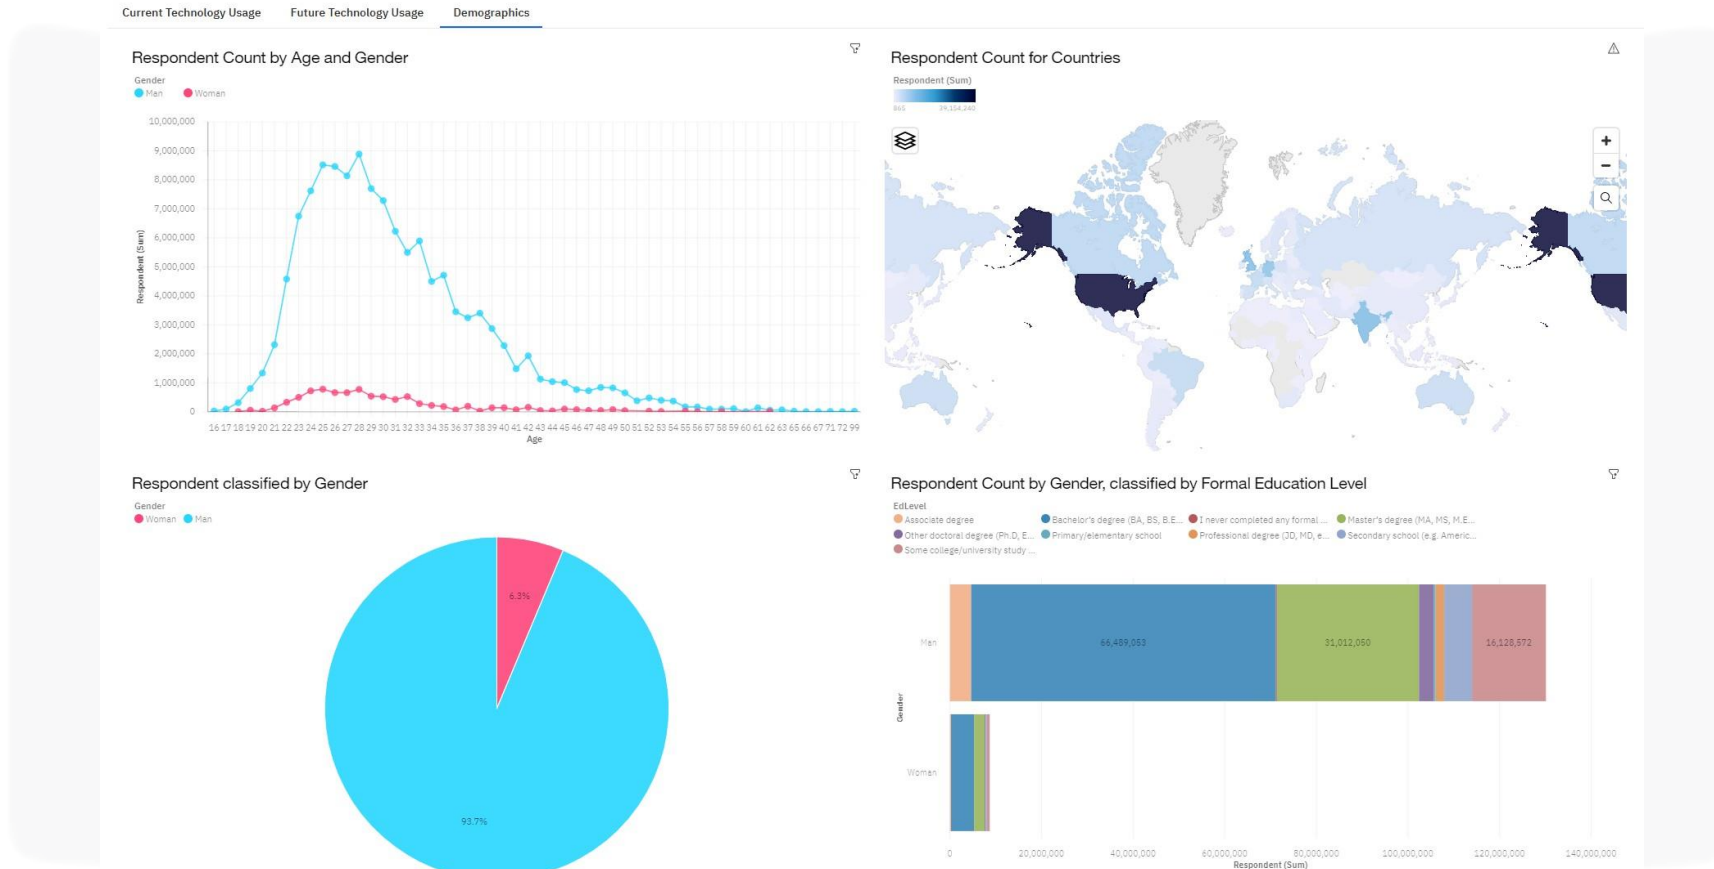 Current Technology Usage Future Technology Usage Demographics
Respondent Count by Age and Gender
Gender
Man Woman
10,000,000
9,000,000
8,000,000
7,000,000
6,000,000
5,000,000
4,000,000
3,000,000
2,000,000
1,000,000
0
Respondent (Sum)
16 17 18 19 20 21 22 23 24 25 26 27 28 29 30 31 32 33 34 35 36 37 38 39 40 41 42 43 44 45 46 47 48 49 50 51 52 53 54 55 56 57 58 59 60 61 62 63 65 66 67 71 72 99
Age
Respondent Count for Countries
Respondent (Sum)
865 29,154,240
Respondent classified by Gender
Gender
Woman Man
6.3%
93.7%
Respondent Count by Gender, classified by Formal Education Level
EdLevel
Associate degree Bachelor's degree (BA, BS, B.E... I never completed any formal ... Master's degree (MA, MS, M.E...
Other doctoral degree (Ph.D, E... Primary/elementary school Professional degree (JD, MD, e... Secondary school (e.g. Americ...
Some college/university study ...
Gender
Man
66,489,053 31,012,050 16,128,572
Woman
0 20,000,000 40,000,000 60,000,000 80,000,000 100,000,000 120,000,000 140,000,000
Respondent (Sum)